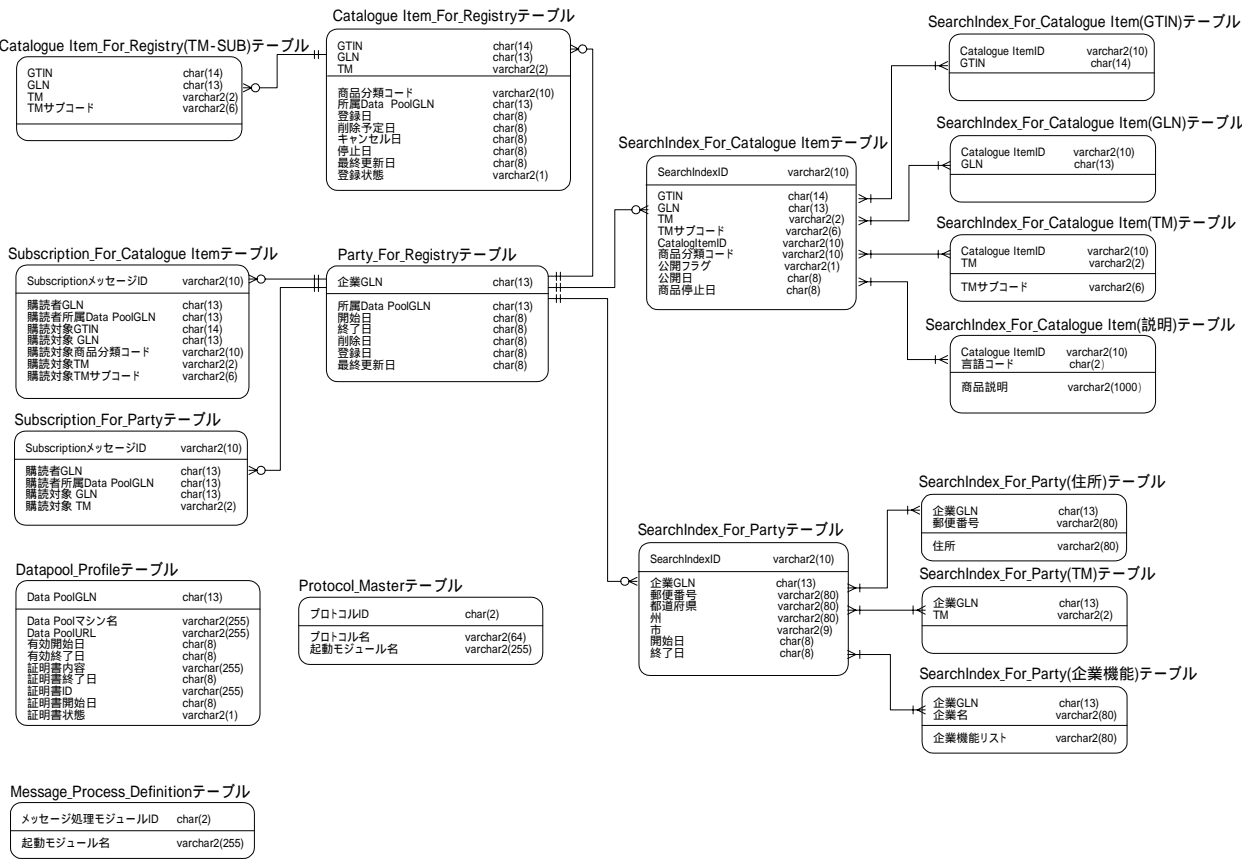 Catalogue Item_For_Registry(TM-SUB)テーブル
GTIN char(14)
GLN char(13)
TM varchar2(2)
TMサブコード varchar2(6)
Catalogue Item_For_Registryテーブル
GTIN char(14)
GLN char(13)
TM varchar2(2)
商品分類コード varchar2(10)
所属Data PoolGLN char(13)
登録日 char(8)
削除予定日 char(8)
キャンセル日 char(8)
停止日 char(8)
最終更新日 char(8)
登録状態 varchar2(1)
Subscription_For_Catalogue Itemテーブル
SubscriptionメッセージID varchar2(10)
購読者GLN char(13)
購読者所属Data PoolGLN char(13)
購読対象GTIN char(14)
購読対象 GLN char(13)
購読対象商品分類コード varchar2(10)
購読対象TM varchar2(2)
購読対象TMサブコード varchar2(6)
Party_For_Registryテーブル
企業GLN char(13)
所属Data PoolGLN char(13)
開始日 char(8)
終了日 char(8)
削除日 char(8)
登録日 char(8)
最終更新日 char(8)
Subscription_For_Partyテーブル
SubscriptionメッセージID varchar2(10)
購読者GLN char(13)
購読者所属Data PoolGLN char(13)
購読対象 GLN char(13)
購読対象 TM varchar2(2)
Datapool_Profileテーブル
Data PoolGLN char(13)
Data Poolマシン名 varchar2(255)
Data PoolURL varchar2(255)
有効開始日 char(8)
有効終了日 char(8)
証明書内容 varchar(255)
証明書終了日 char(8)
証明書ID varchar(255)
証明書開始日 char(8)
証明書状態 varchar2(1)
Protocol_Masterテーブル
プロトコルID char(2)
プロトコル名 varchar2(64)
起動モジュール名 varchar2(255)
Message_Process_Definitionテーブル
メッセージ処理モジュールID char(2)
起動モジュール名 varchar2(255)
SearchIndex_For_Catalogue Itemテーブル
SearchIndexID varchar2(10)
GTIN char(14)
GLN char(13)
TM varchar2(2)
TMサブコード varchar2(6)
CatalogItemID varchar2(10)
商品分類コード varchar2(10)
公開フラグ varchar2(1)
公開日 char(8)
商品停止日 char(8)
SearchIndex_For_Catalogue Item(GTIN)テーブル
Catalogue ItemID varchar2(10)
GTIN char(14)
SearchIndex_For_Catalogue Item(GLN)テーブル
Catalogue ItemID varchar2(10)
GLN char(13)
SearchIndex_For_Catalogue Item(TM)テーブル
Catalogue ItemID varchar2(10)
TM varchar2(2)
TMサブコード varchar2(6)
SearchIndex_For_Catalogue Item(説明)テーブル
Catalogue ItemID varchar2(10)
言語コード char(2)
商品説明 varchar2(1000)
SearchIndex_For_Partyテーブル
SearchIndexID varchar2(10)
企業GLN char(13)
郵便番号 varchar2(80)
都道府県 varchar2(80)
州 varchar2(80)
市 varchar2(9)
開始日 char(8)
終了日 char(8)
SearchIndex_For_Party(住所)テーブル
企業GLN char(13)
郵便番号 varchar2(80)
住所 varchar2(80)
SearchIndex_For_Party(TM)テーブル
企業GLN char(13)
TM varchar2(2)
SearchIndex_For_Party(企業機能)テーブル
企業GLN char(13)
企業名 varchar2(80)
企業機能リスト varchar2(80)